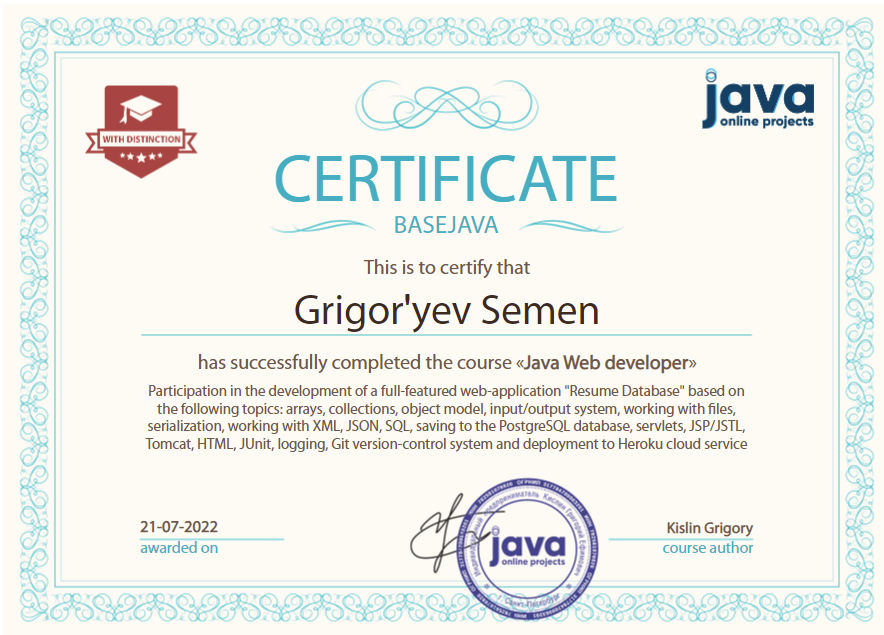 WITH DISTINCTION
java
online projects
CERTIFICATE
BASEJAVA
This is to certify that
Grigor'yev Semen
has successfully completed the course «Java Web developer»
Participation in the development of a full-featured web-application "Resume Database" based on
the following topics: arrays, collections, object model, input/output system, working with files,
serialization, working with XML, JSON, SQL, saving to the PostgreSQL database, servlets, JSP/JSTL,
Tomcat, HTML, JUnit, logging, Git version-control system and deployment to Heroku cloud service
21-07-2022
awarded on
Индивидуальный предприниматель Кислин Григорий Ефимович
г. Санкт-Петербург
java
online projects
Kislin Grigory
course author